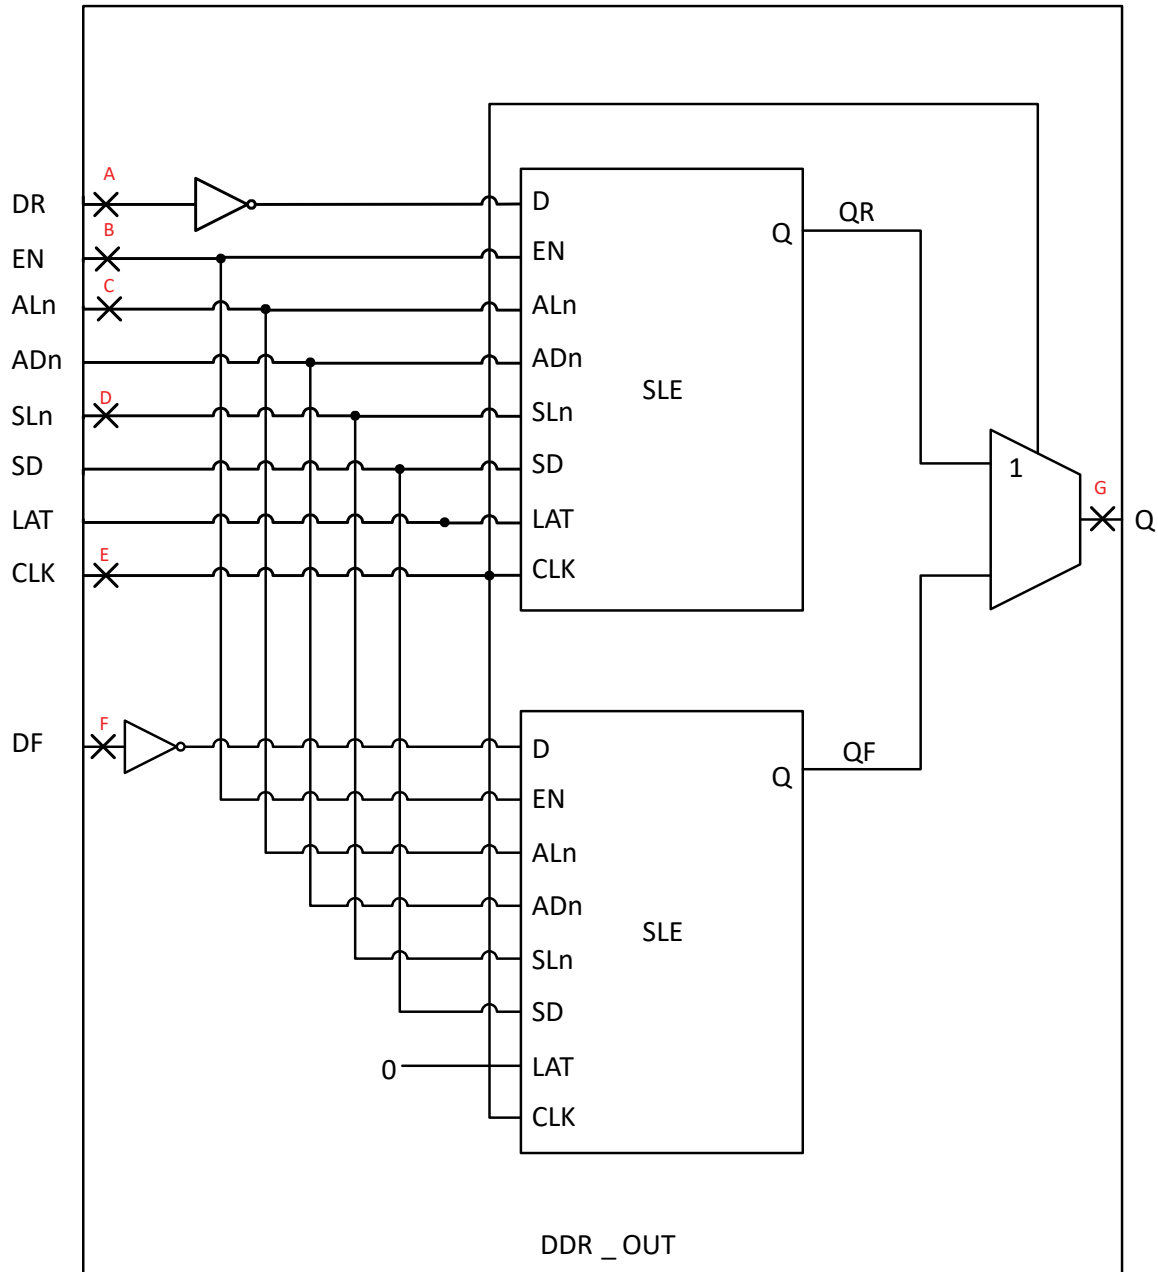 A
DR
D
Q
QR
B
EN
EN
C
ALn
ALn
ADn
ADn
SLE
D
SLn
SLn
SD
SD
1
G
LAT
LAT
Q
E
CLK
CLK
F
DF
D
Q
QF
EN
ALn
ADn
SLE
SLn
SD
0
LAT
CLK
DDR _ OUT